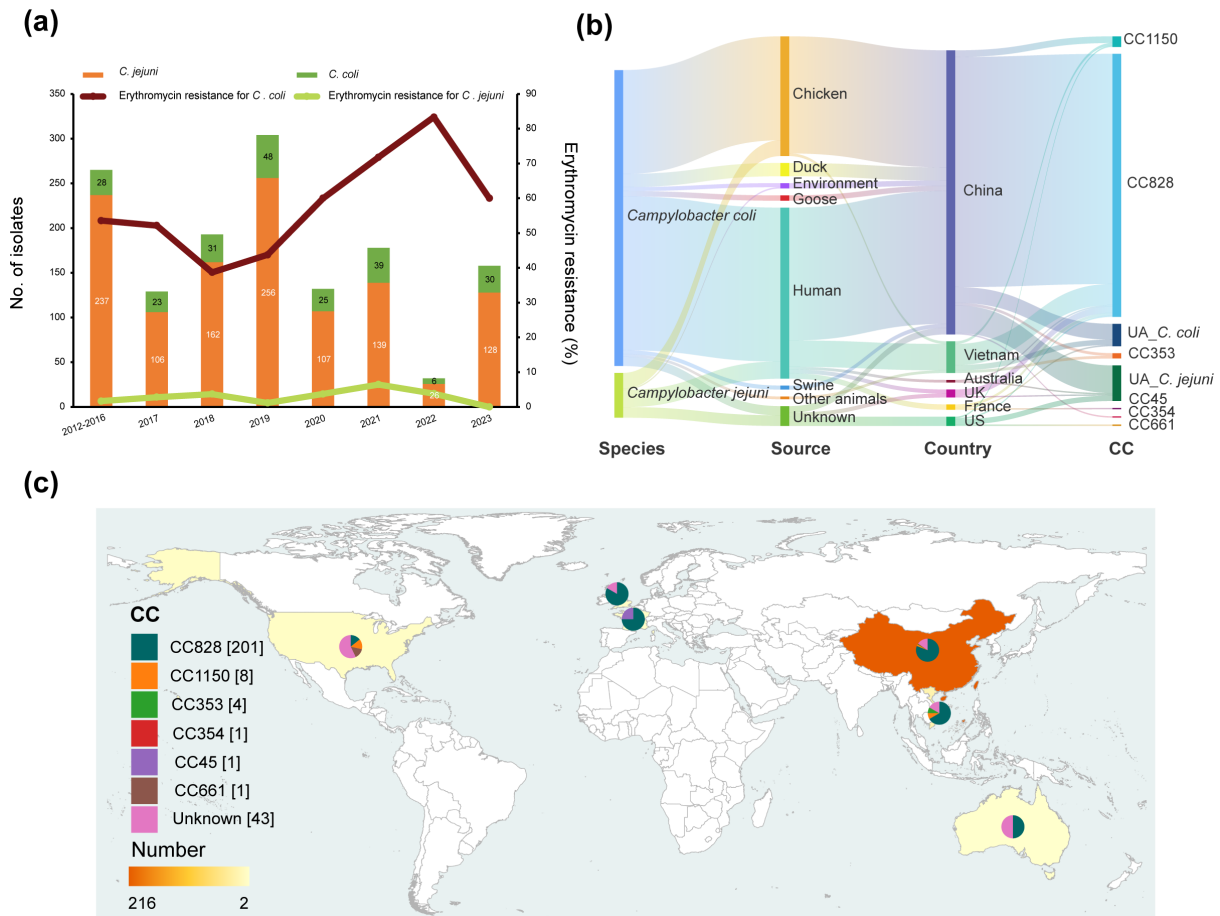 (a)
C. jejuni
C. coli
Erythromycin resistance for C . coli
Erythromycin resistance for C . jejuni
350
300
250
200
150
100
50
0
No. of isolates
90
80
70
60
50
40
30
20
10
0
Erythromycin resistance (%)
28
237
23
106
31
162
48
256
25
107
39
139
6
26
30
128
2012-2016
2017
2018
2019
2020
2021
2022
2023
(b)
Campylobacter coli
Campylobacter jejuni
Chicken
Duck
Environment
Goose
Human
Swine
Other animals
Unknown
China
Vietnam
Australia
UK
France
US
CC1150
CC828
UA_C. coli
CC353
UA_C. jejuni
CC45
CC354
CC661
Species
Source
Country
CC
(c)
CC
CC828 [201]
CC1150 [8]
CC353 [4]
CC354 [1]
CC45 [1]
CC661 [1]
Unknown [43]
Number
216
2